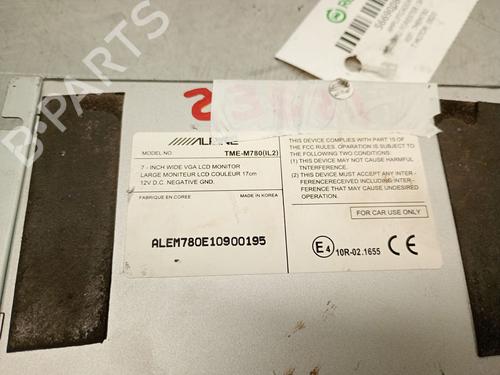 B-PARTS
ALPINE
MODEL NO. TME-M780(IL2)
7 - INCH WIDE VGA LCD MONITOR
LARGE MONITEUR LCD COULEUR 17cm
12V D.C. NEGATIVE GND.
FABRIQUE EN COREE MADE IN KOREA
ALEM780E10900195
THIS DEVICE COMPLIES WITH PART 15 OF
THE FCC RULES. OPERATION IS SUBJECT TO
THE FOLLOWING TWO CONDITIONS:
(1) THIS DEVICE MAY NOT CAUSE HARMFUL
TNTERFERENCE.
(2) THIS DEVICE MUST ACCEPT ANY INTER-
FERENCERECEIVED INCLUDING INTER-
FERENCE THAT MAY CAUSE UNDESIRED
OPERATION.
FOR CAR USE ONLY
E4 10R-02.1655 CE